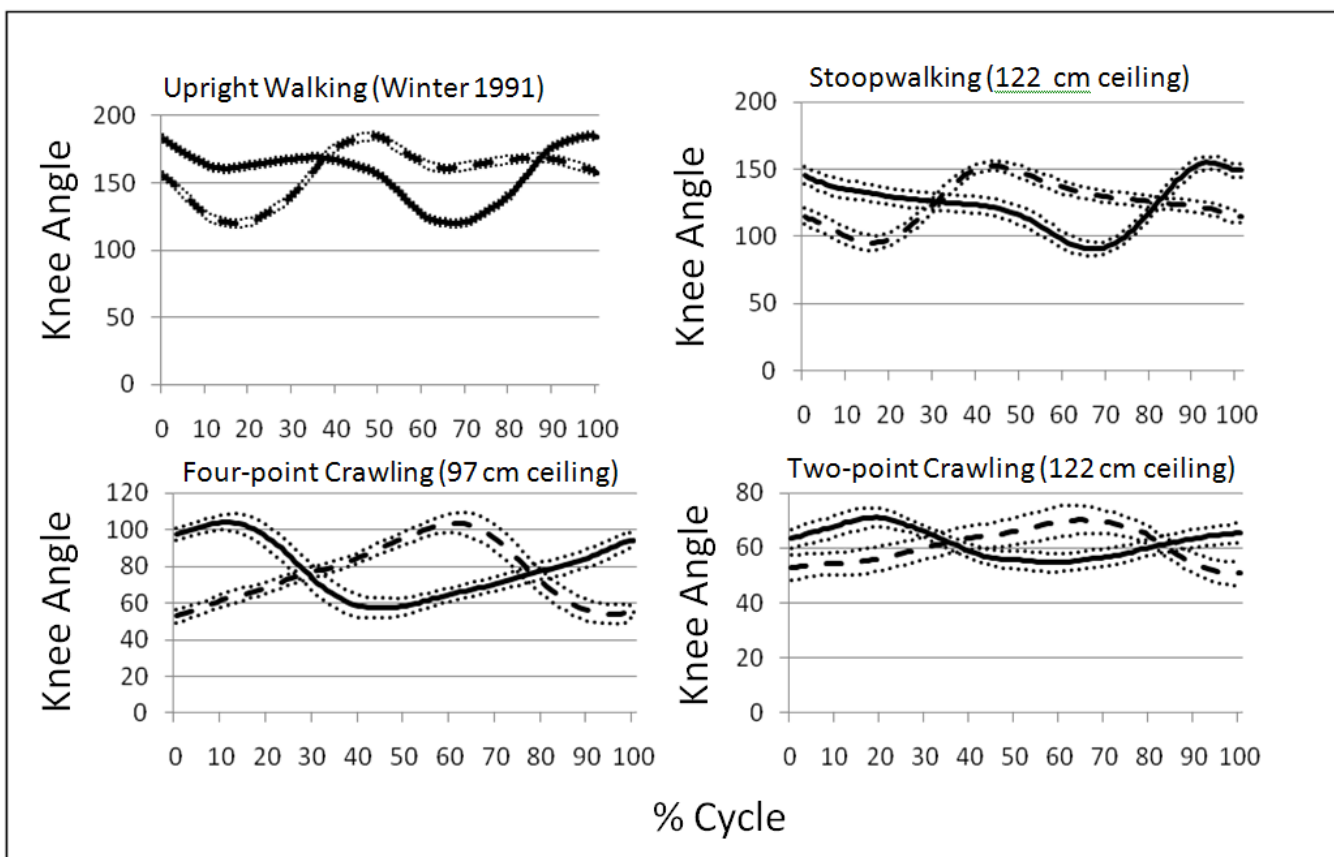 Upright Walking (Winter 1991)
Knee Angle
200
150
100
50
0
0 10 20 30 40 50 60 70 80 90 100
Stoopwalking (122 cm ceiling)
Knee Angle
200
150
100
50
0
0 10 20 30 40 50 60 70 80 90 100
Four-point Crawling (97 cm ceiling)
Knee Angle
120
100
80
60
40
20
0
0 10 20 30 40 50 60 70 80 90 100
Two-point Crawling (122 cm ceiling)
Knee Angle
80
60
40
20
0
0 10 20 30 40 50 60 70 80 90 100
% Cycle